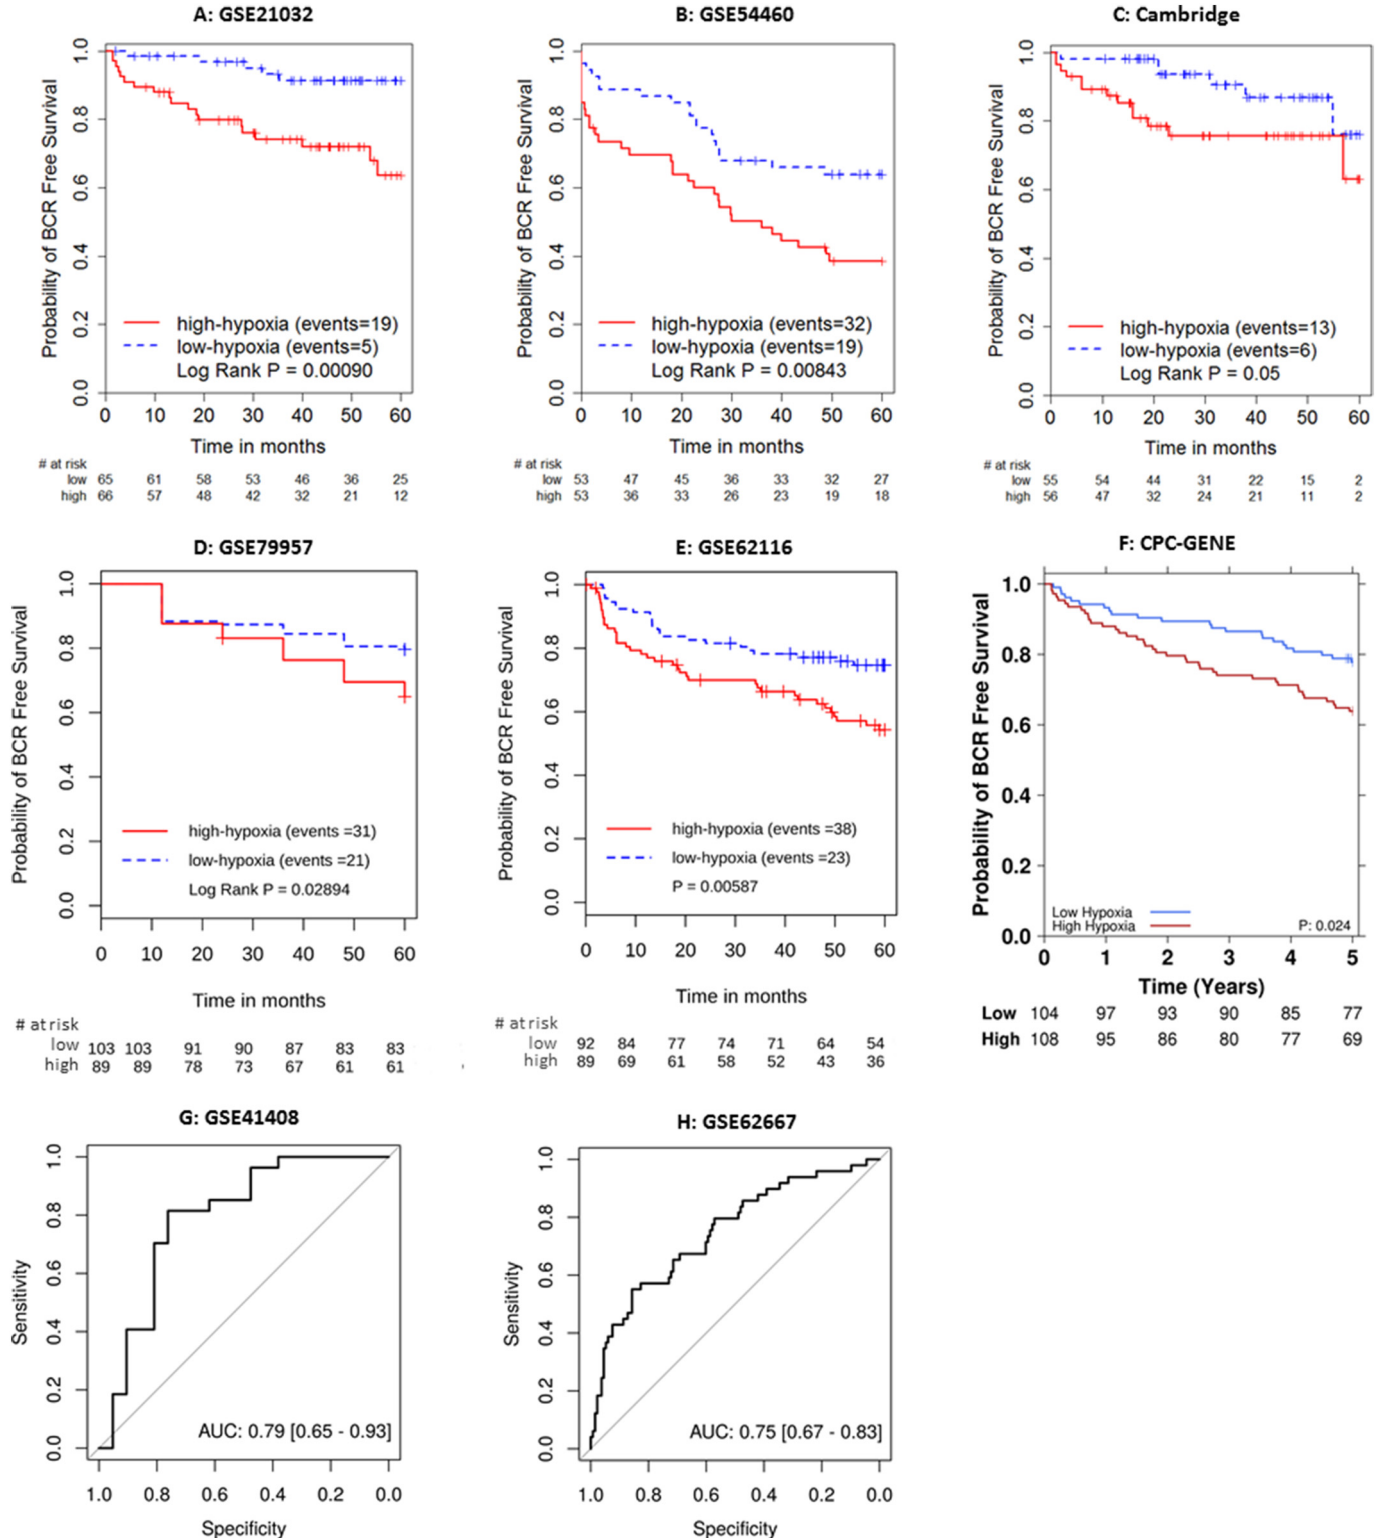 A: GSE21032
Probability of BCR Free Survival
1.0
0.8
0.6
0.4
0.2
0.0
high-hypoxia (events=19)
low-hypoxia (events=5)
Log Rank P = 0.00090
0 10 20 30 40 50 60
Time in months
# at risk
low 65 61 58 53 46 36 25
high 66 57 48 42 32 21 12
B: GSE54460
Probability of BCR Free Survival
1.0
0.8
0.6
0.4
0.2
0.0
high-hypoxia (events=32)
low-hypoxia (events=19)
Log Rank P = 0.00843
0 10 20 30 40 50 60
Time in months
# at risk
low 53 47 45 36 33 32 27
high 53 36 33 26 23 19 18
C: Cambridge
Probability of BCR Free Survival
1.0
0.8
0.6
0.4
0.2
0.0
high-hypoxia (events=13)
low-hypoxia (events=6)
Log Rank P = 0.05
0 10 20 30 40 50 60
Time in months
# at risk
low 55 54 44 31 22 15 2
high 56 47 32 24 21 11 2
D: GSE79957
Probability of BCR Free Survival
1.0
0.8
0.6
0.4
0.2
0.0
high-hypoxia (events =31)
low-hypoxia (events =21)
Log Rank P = 0.02894
0 10 20 30 40 50 60
Time in months
# at risk
low 103 103 91 90 87 83 83
high 89 89 78 73 67 61 61
E: GSE62116
Probability of BCR Free Survival
1.0
0.8
0.6
0.4
0.2
0.0
high-hypoxia (events =38)
low-hypoxia (events =23)
P = 0.00587
0 10 20 30 40 50 60
Time in months
# at risk
low 92 84 77 74 71 64 54
high 89 69 61 58 52 43 36
F: CPC-GENE
Probability of BCR Free Survival
1.0
0.8
0.6
0.4
0.2
0.0
Low Hypoxia
High Hypoxia
P: 0.024
0 1 2 3 4 5
Time (Years)
Low 104 97 93 90 85 77
High 108 95 86 80 77 69
G: GSE41408
Sensitivity
1.0
0.8
0.6
0.4
0.2
0.0
AUC: 0.79 [0.65 - 0.93]
1.0 0.8 0.6 0.4 0.2 0.0
Specificity
H: GSE62667
Sensitivity
1.0
0.8
0.6
0.4
0.2
0.0
AUC: 0.75 [0.67 - 0.83]
1.0 0.8 0.6 0.4 0.2 0.0
Specificity